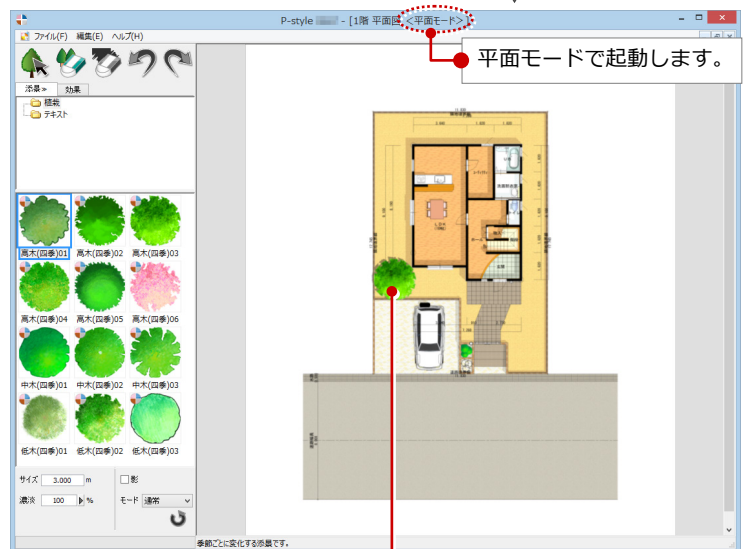 P-style - [1階 平面図 <平面モード>]
ファイル(F) 編集(E) ヘルプ(H)
平面モードで起動します。
添景» 効果
植栽
テキスト
高木(四季)01 高木(四季)02 高木(四季)03
高木(四季)04 高木(四季)05 高木(四季)06
中木(四季)01 中木(四季)02 中木(四季)03
低木(四季)01 低木(四季)02 低木(四季)03
サイズ 3.000 m 影
濃淡 100 % モード 通常
季節ごとに変化する添景です。